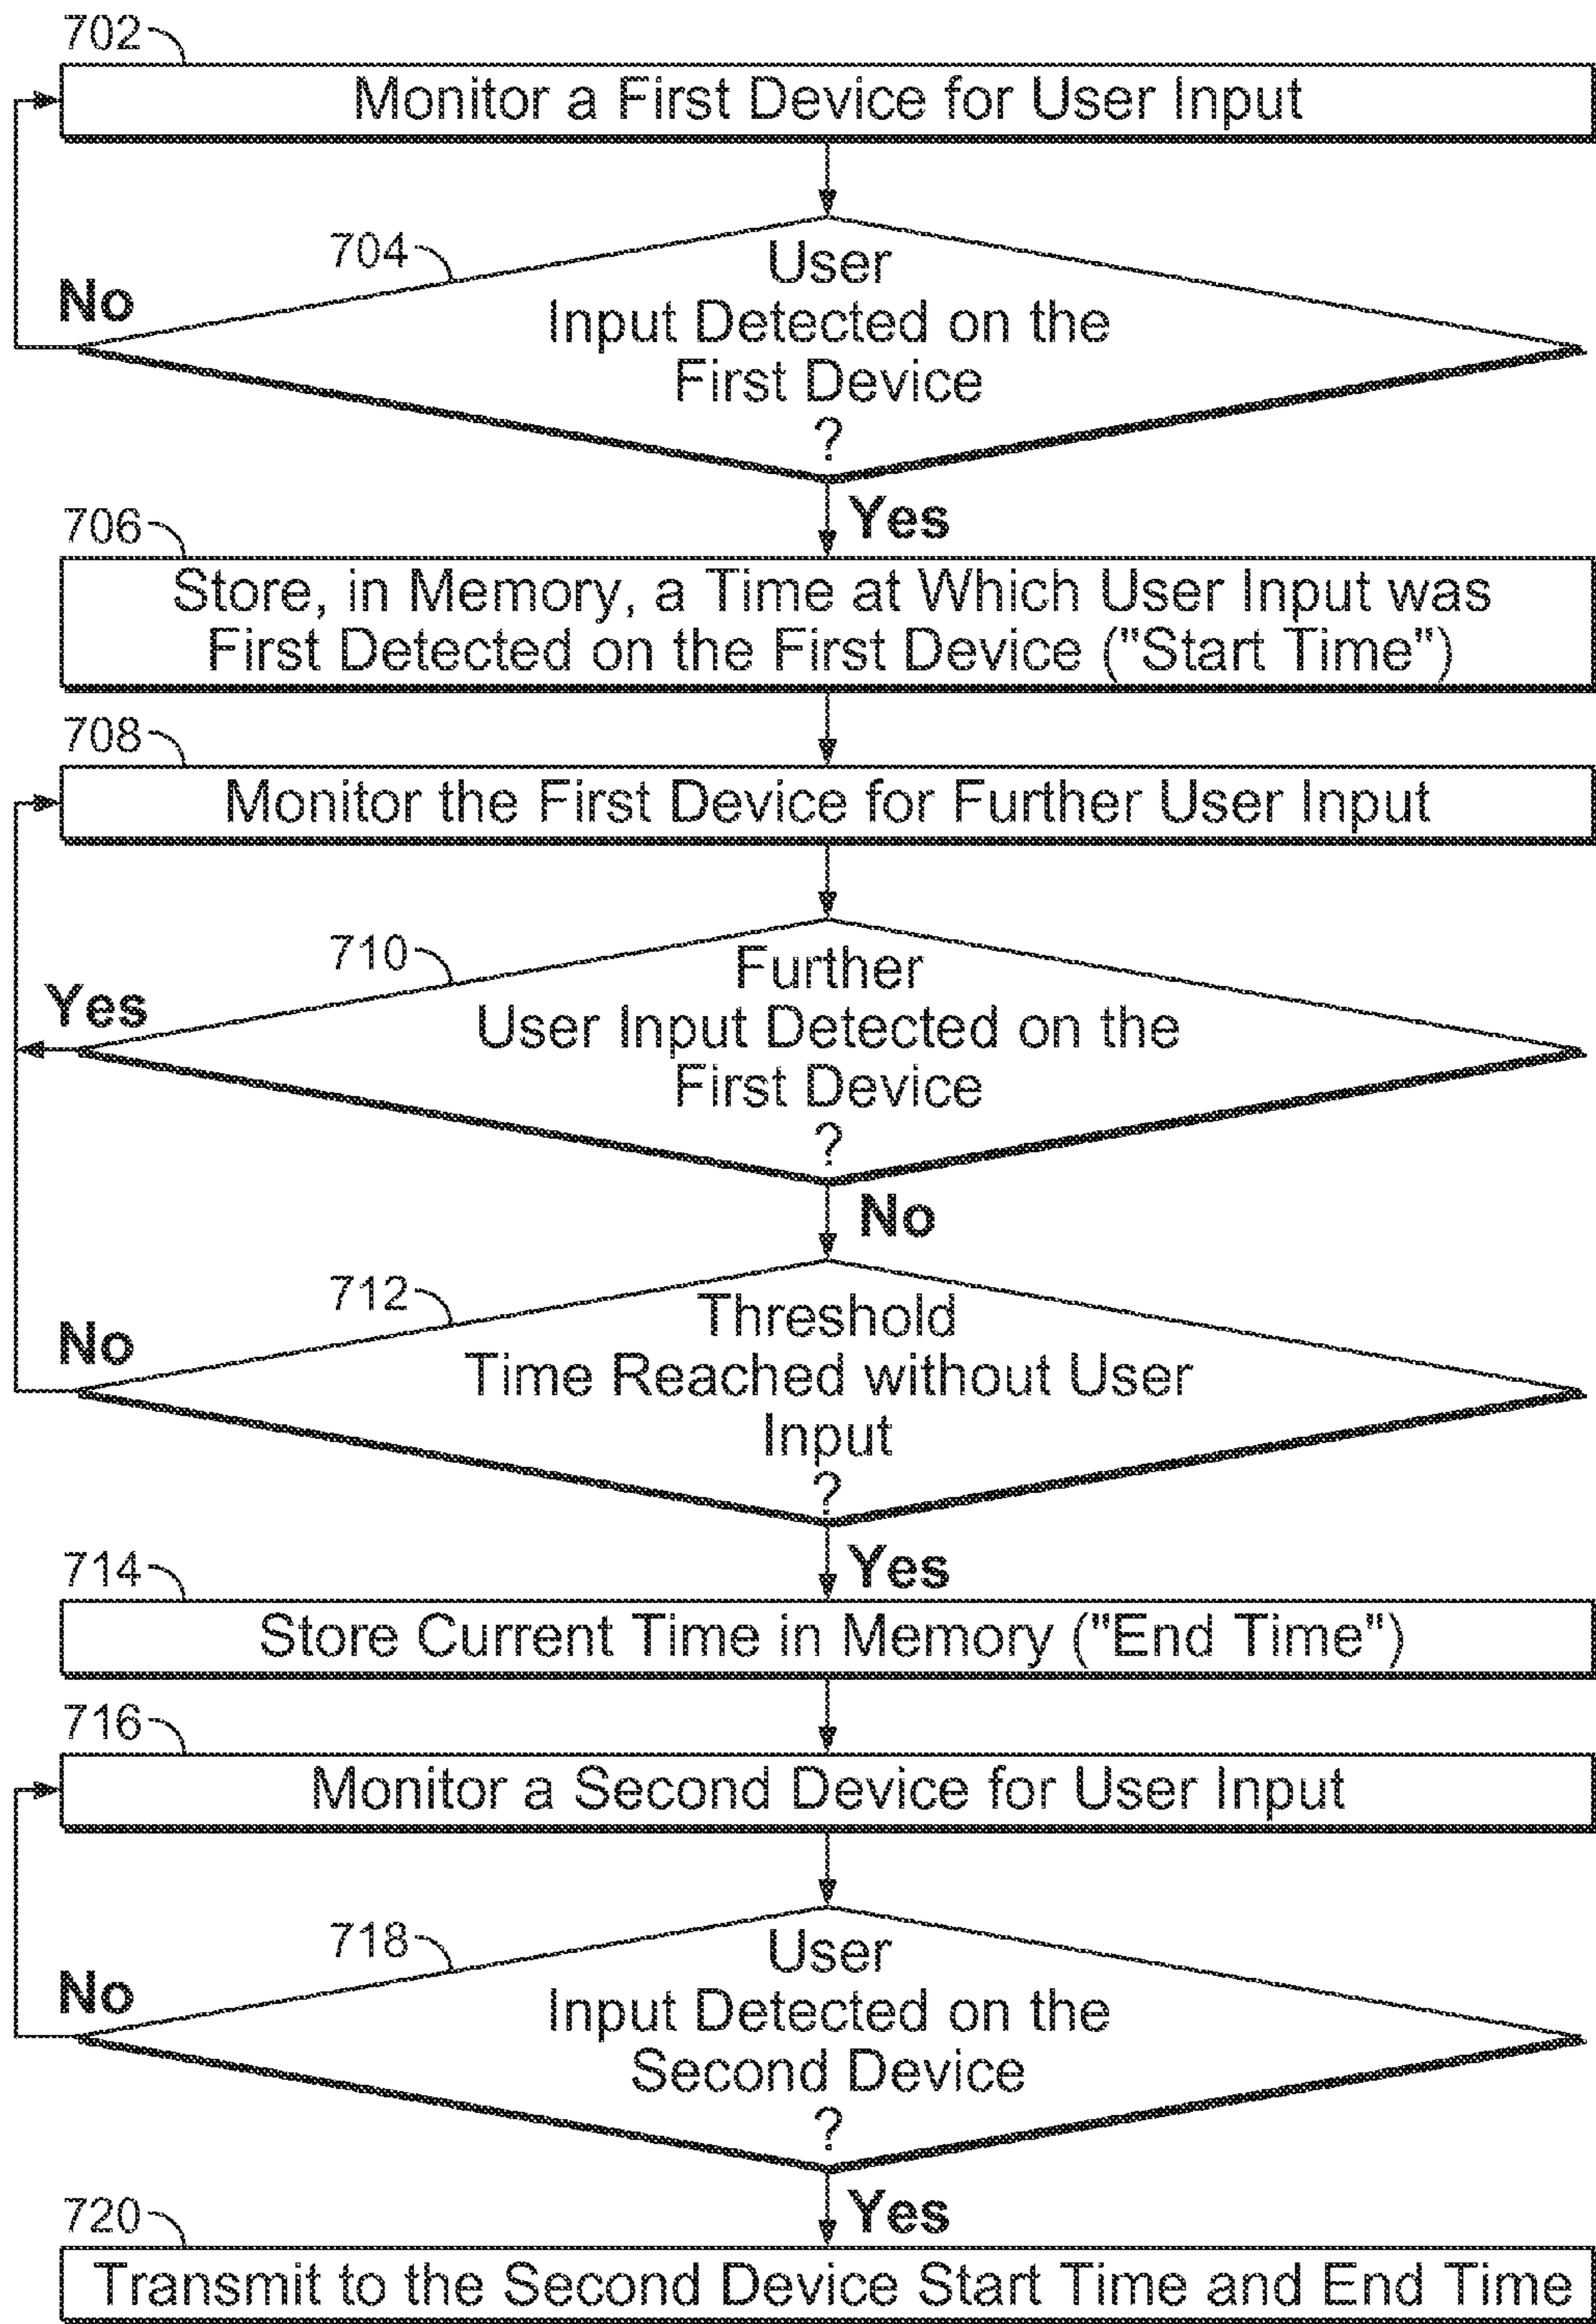 702
Monitor a First Device for User Input
704
User
Input Detected on the
First Device
?
No
Yes
706
Store, in Memory, a Time at Which User Input was
First Detected on the First Device ("Start Time")
708
Monitor the First Device for Further User Input
710
Further
User Input Detected on the
First Device
?
Yes
No
712
Threshold
Time Reached without User
Input
?
No
Yes
714
Store Current Time in Memory ("End Time")
716
Monitor a Second Device for User Input
718
User
Input Detected on the
Second Device
?
No
Yes
720
Transmit to the Second Device Start Time and End Time